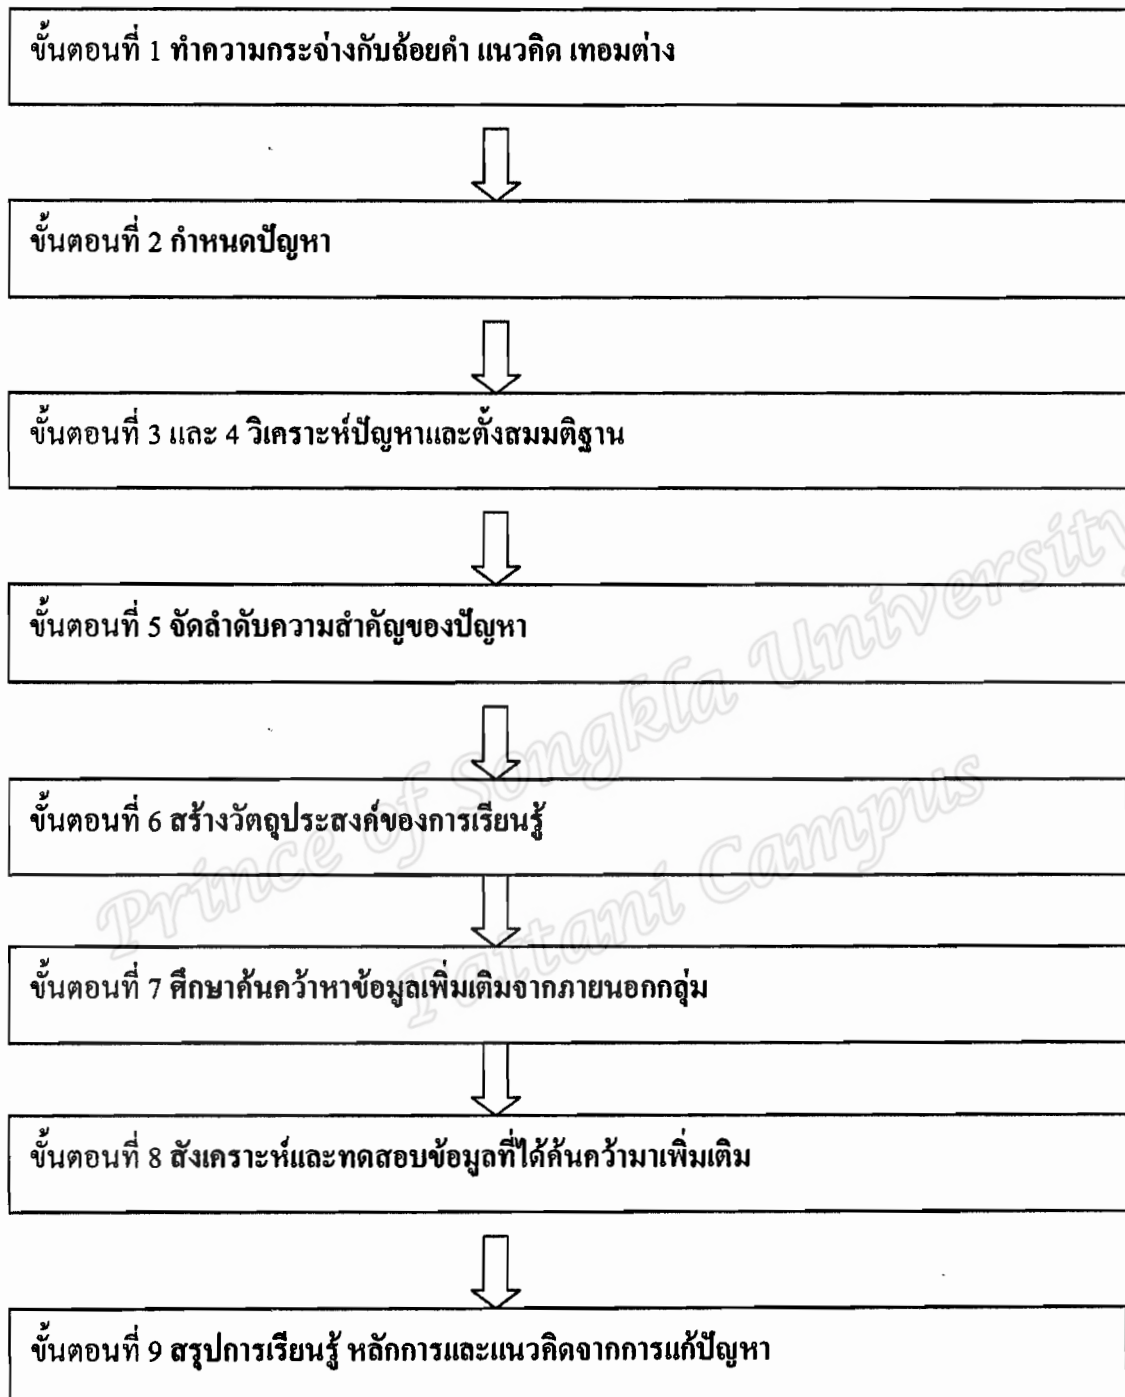 ขั้นตอนที่ 1 ทำความกระจ่างกับถ้อยคำ แนวคิด เทอมต่าง
ขั้นตอนที่ 2 กำหนดปัญหา
ขั้นตอนที่ 3 และ 4 วิเคราะห์ปัญหาและตั้งสมมติฐาน
ขั้นตอนที่ 5 จัดลำดับความสำคัญของปัญหา
ขั้นตอนที่ 6 สร้างวัตถุประสงค์ของการเรียนรู้
ขั้นตอนที่ 7 ศึกษาค้นคว้าหาข้อมูลเพิ่มเติมจากภายนอกกลุ่ม
ขั้นตอนที่ 8 สังเคราะห์และทดสอบข้อมูลที่ได้ค้นคว้ามาเพิ่มเติม
ขั้นตอนที่ 9 สรุปการเรียนรู้ หลักการและแนวคิดจากการแก้ปัญหา
Prince of Songkla University
Pattani Campus